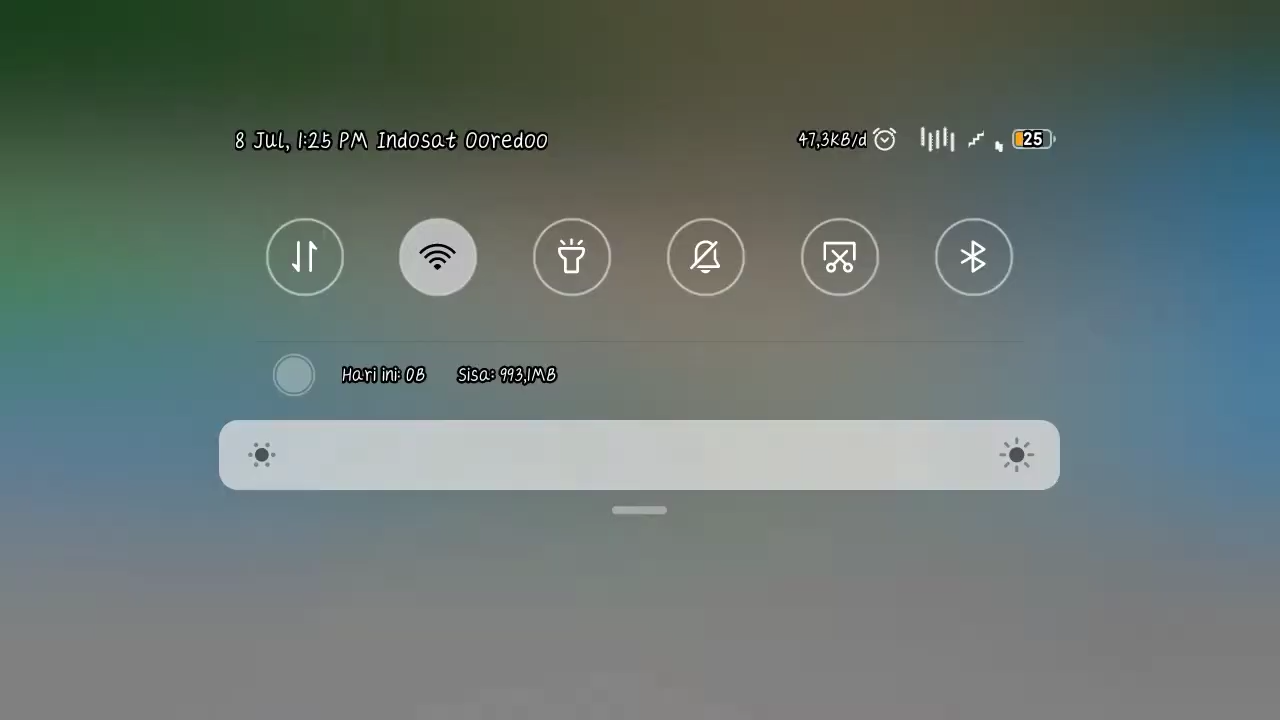 8 Jul, 1:25 PM Indosat Ooredoo
47,3KB/d 25
Hari ini: 0B Sisa: 993,1MB